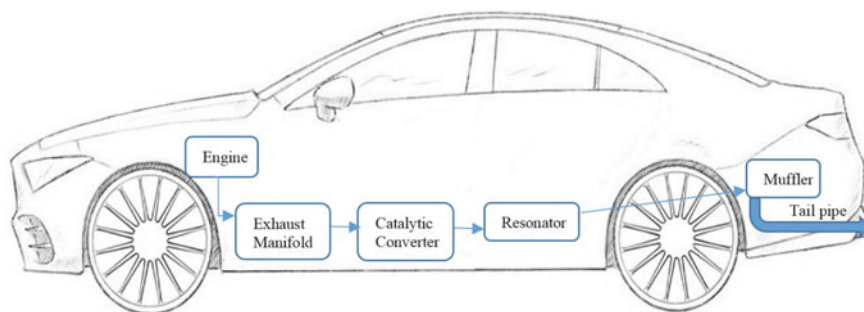 Engine
Exhaust
Manifold
Catalytic
Converter
Resonator
Muffler
Tail pipe